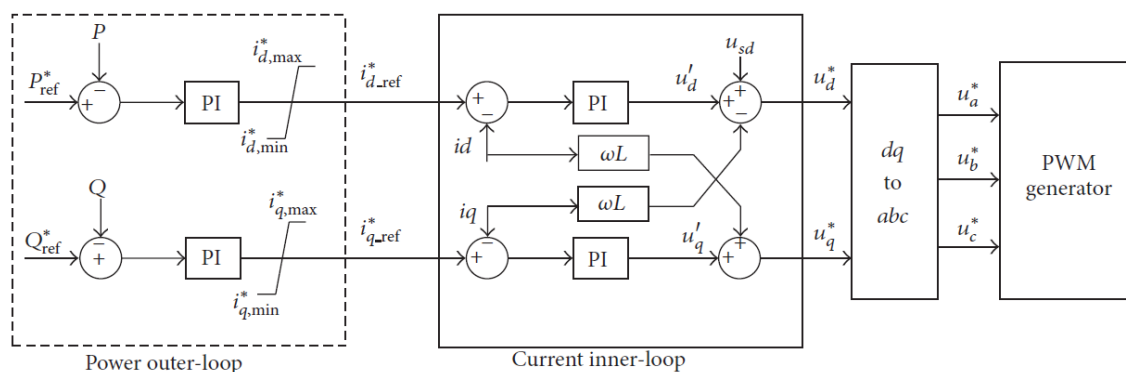 P
P*ref
−
+
PI
i*d,max
i*d,min
i*d_ref
Q
Q*ref
−
+
PI
i*q,max
i*q,min
i*q_ref
Power outer-loop
+
−
id
PI
u′d
usd
+
+
−
u*d
ωL
ωL
iq
−
+
PI
u′q
+
+
u*q
Current inner-loop
dq
to
abc
u*a
u*b
u*c
PWM
generator